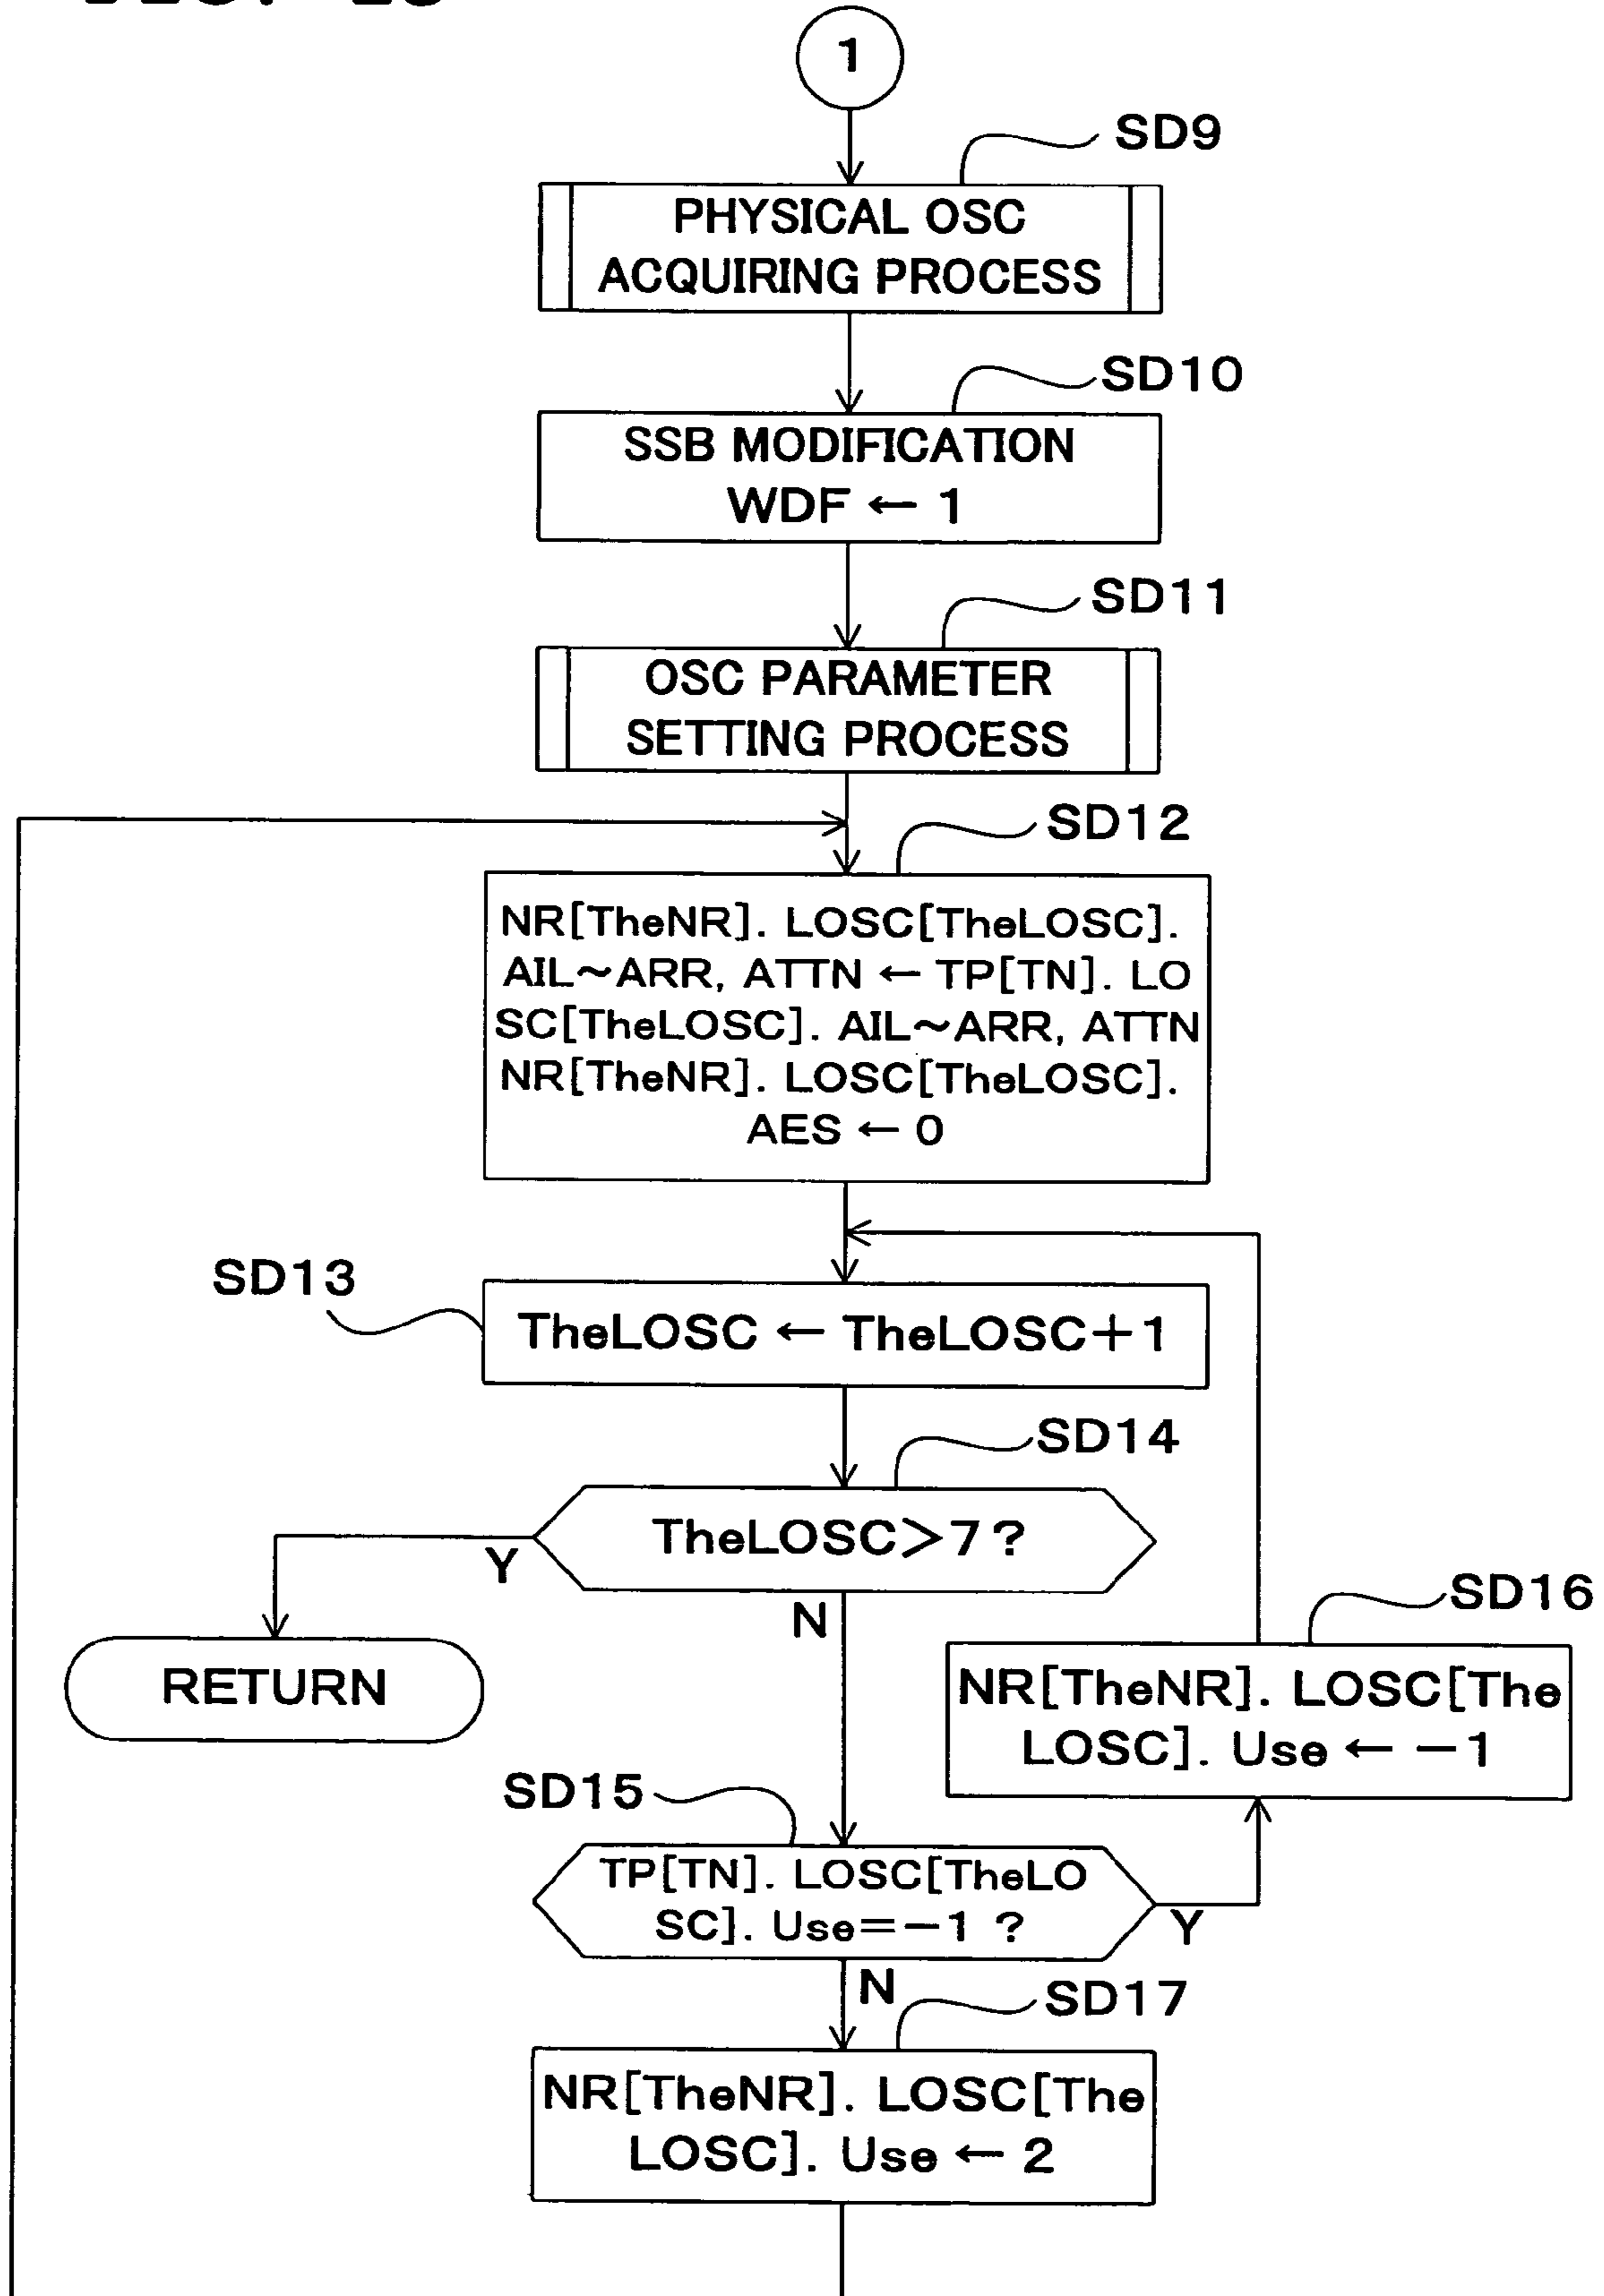 1
SD9
PHYSICAL OSC
ACQUIRING PROCESS
SD10
SSB MODIFICATION
WDF ← 1
SD11
OSC PARAMETER
SETTING PROCESS
SD12
NR[TheNR]. LOSC[TheLOSC].
AIL~ARR, ATTN ← TP[TN]. LO
SC[TheLOSC]. AIL~ARR, ATTN
NR[TheNR]. LOSC[TheLOSC].
AES ← 0
SD13
TheLOSC ← TheLOSC+1
SD14
TheLOSC>7?
Y
N
RETURN
SD16
NR[TheNR]. LOSC[The
LOSC]. Use ← −1
SD15
TP[TN]. LOSC[TheLO
SC]. Use=−1 ?
Y
N
SD17
NR[TheNR]. LOSC[The
LOSC]. Use ← 2